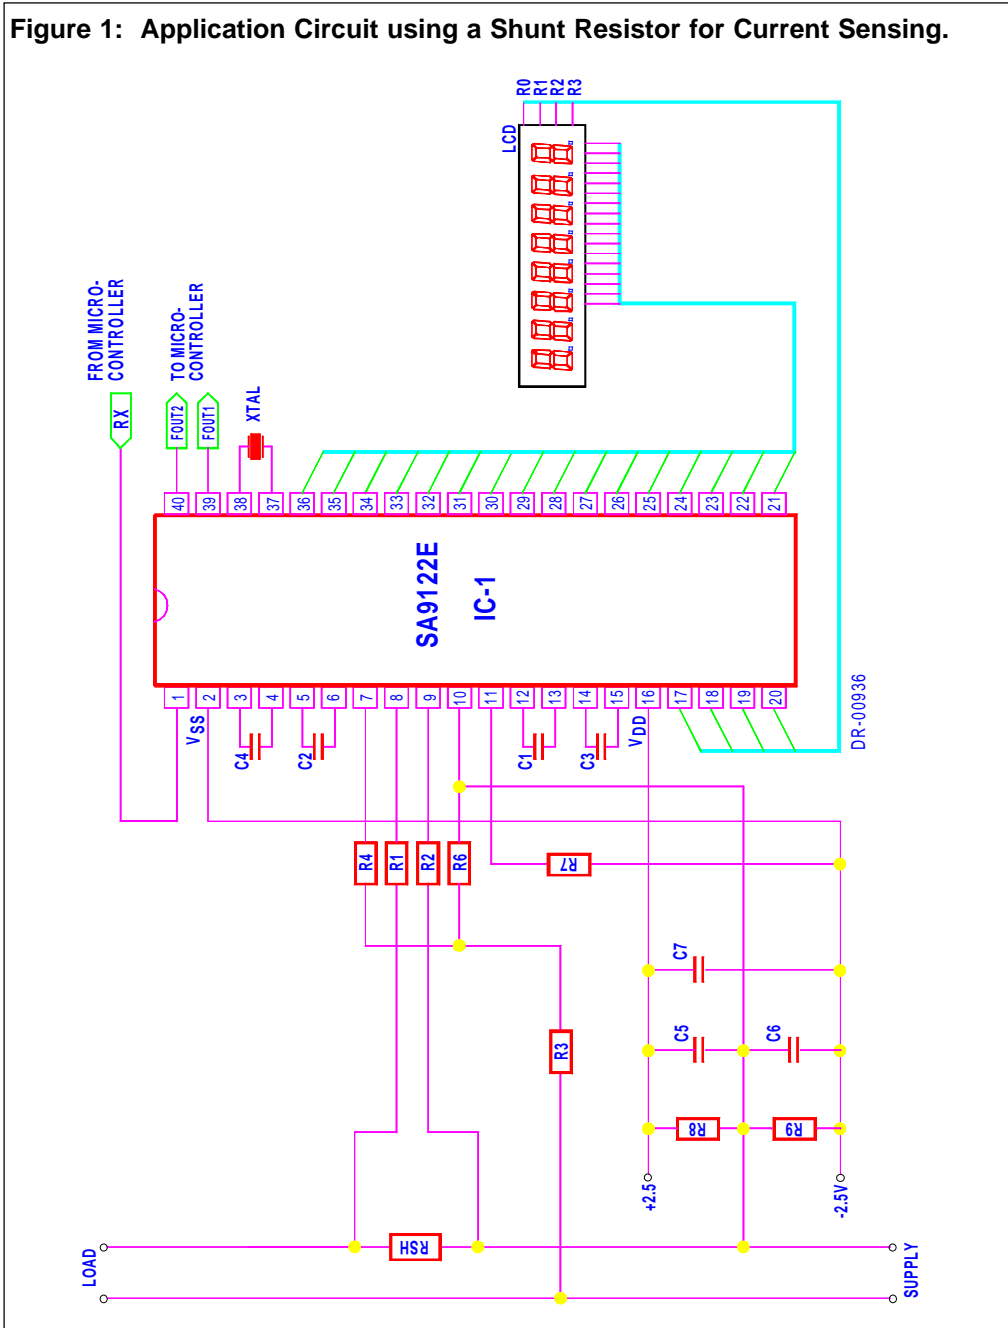 Figure 1: Application Circuit using a Shunt Resistor for Current Sensing.
R0
R1
R2
R3
LCD
FROM MICRO-
CONTROLLER
RX
TO MICRO-
CONTROLLER
FOUT2
FOUT1
XTAL
40
39
38
37
36
35
34
33
32
31
30
29
28
27
26
25
24
23
22
21
SA9122E
IC-1
1
2
3
4
5
6
7
8
9
10
11
12
13
14
15
16
17
18
19
20
VSS
C4
C2
C1
C3
VDD
DR-00936
R4
R1
R2
R6
R7
C7
R3
C5
C6
R8
R9
+2.5
-2.5V
LOAD
RSH
SUPPLY